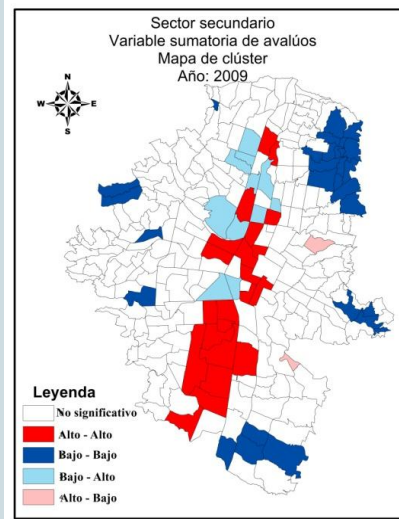 Sector secundario
Variable sumatoria de avalúos
Mapa de clúster
Año: 2009
N
W E
S
Leyenda
No significativo
Alto - Alto
Bajo - Bajo
Bajo - Alto
Alto - Bajo